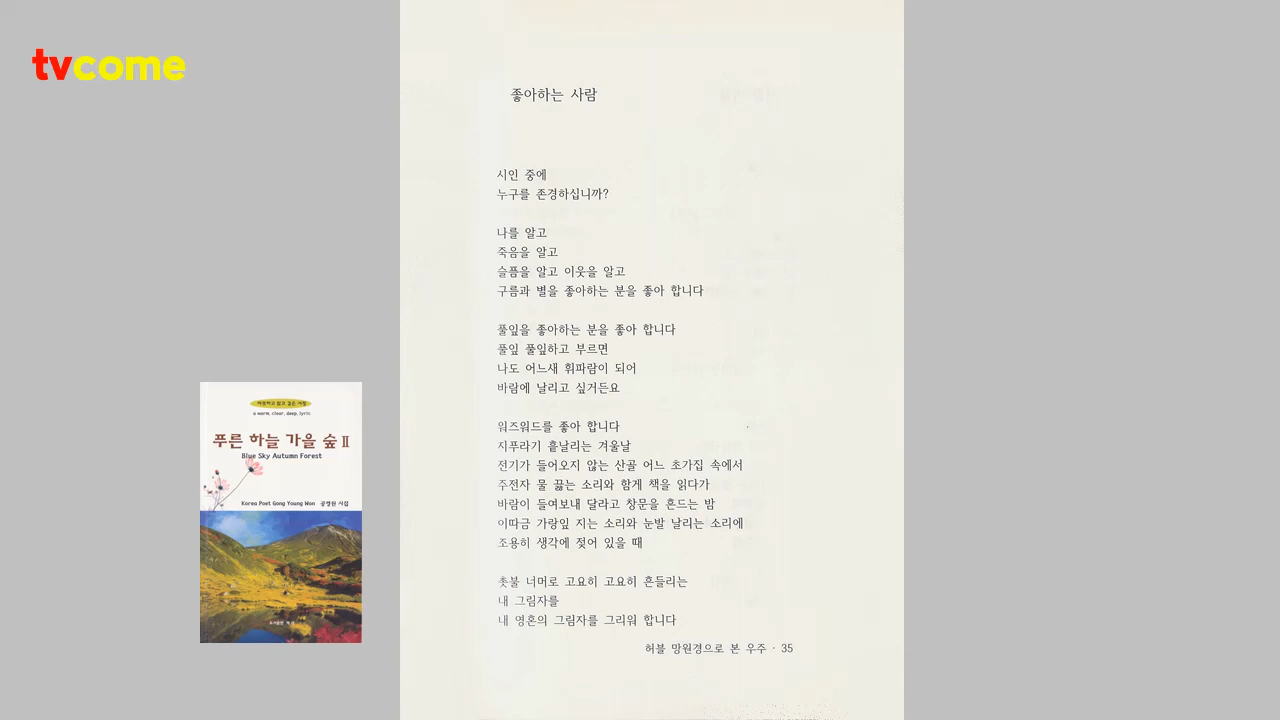 tvcome
좋아하는 사람
시인 중에
누구를 존경하십니까?
나를 알고
죽음을 알고
슬픔을 알고 이웃을 알고
구름과 별을 좋아하는 분을 좋아 합니다
풀잎을 좋아하는 분을 좋아 합니다
풀잎 풀잎하고 부르면
나도 어느새 휘파람이 되어
바람에 날리고 싶거든요
워즈워드를 좋아 합니다
지푸라기 흩날리는 겨울날
전기가 들어오지 않는 산골 어느 초가집 속에서
주전자 물 끓는 소리와 함게 책을 읽다가
바람이 들여보내 달라고 창문을 흔드는 밤
이따금 가랑잎 지는 소리와 눈발 날리는 소리에
조용히 생각에 젖어 있을 때
촛불 너머로 고요히 고요히 흔들리는
내 그림자를
내 영혼의 그림자를 그리워 합니다
허블 망원경으로 본 우주 · 35
따뜻하고 맑고 깊은 서정
a warm, clear, deep, lyric
푸른 하늘 가을 숲 II
Blue Sky Autumn Forest
Korea Poet Gong Young Won 공영원 시집